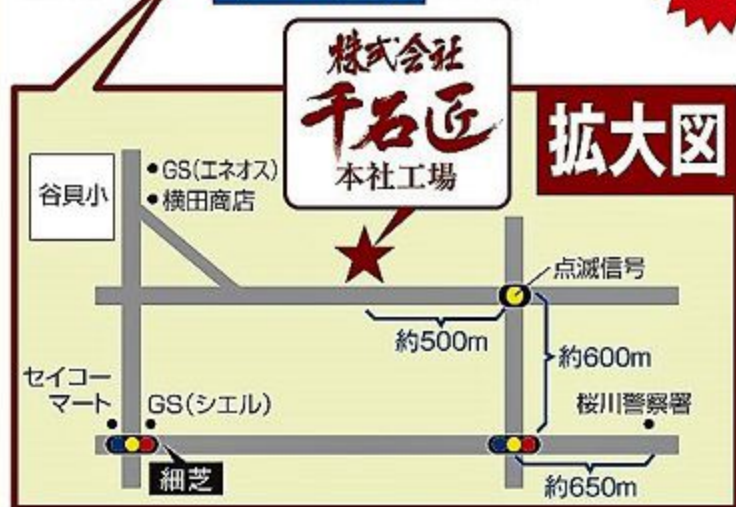 株式会社
千石匠
本社工場
拡大図
谷貝小
•GS(エネオス)
•横田商店
点滅信号
約500m
約600m
セイコー
マート
GS(シエル)
桜川警察署
細芝
約650m